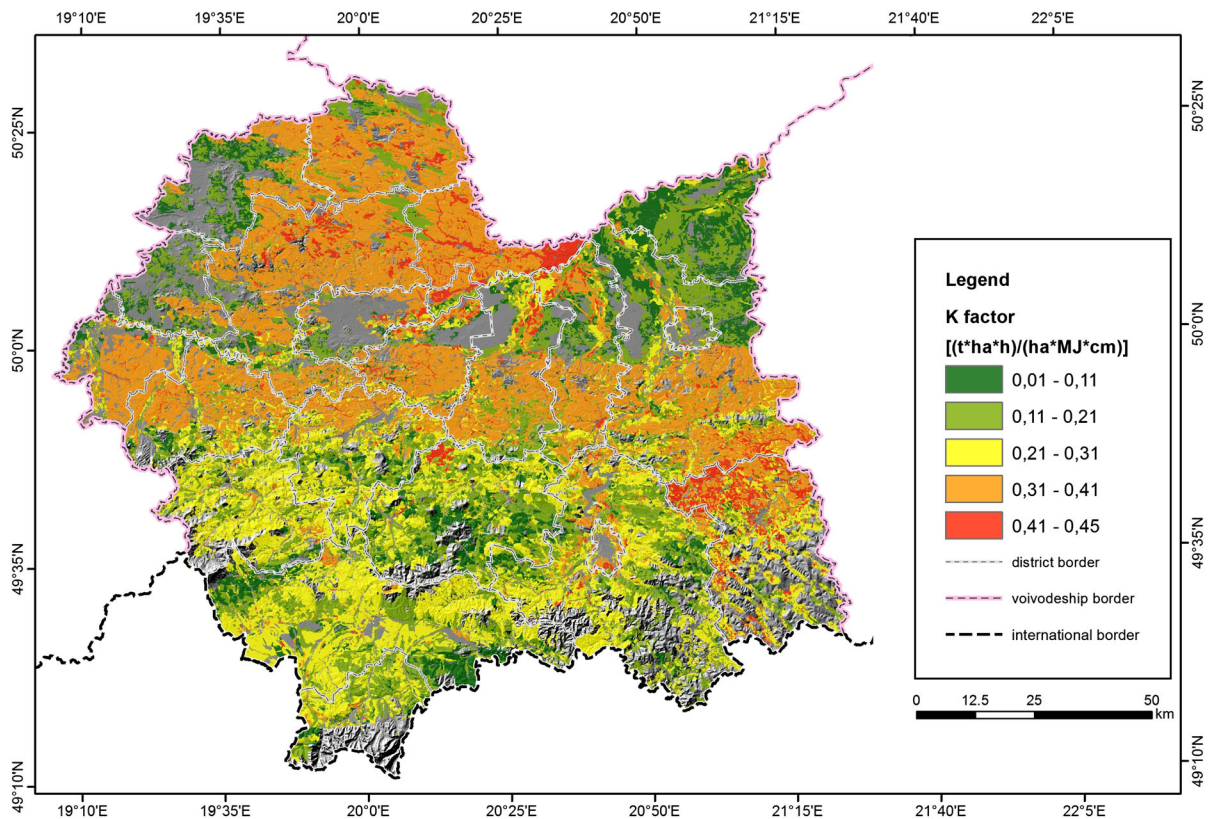 19°10'E 19°35'E 20°0'E 20°25'E 20°50'E 21°15'E 21°40'E 22°5'E
50°25'N 50°25'N
50°0'N 50°0'N
49°35'N 49°35'N
49°10'N 49°10'N
Legend
K factor
[(t*ha*h)/(ha*MJ*cm)]
0,01 - 0,11
0,11 - 0,21
0,21 - 0,31
0,31 - 0,41
0,41 - 0,45
district border
voivodeship border
international border
0 12.5 25 50
km
19°10'E 19°35'E 20°0'E 20°25'E 20°50'E 21°15'E 21°40'E 22°5'E